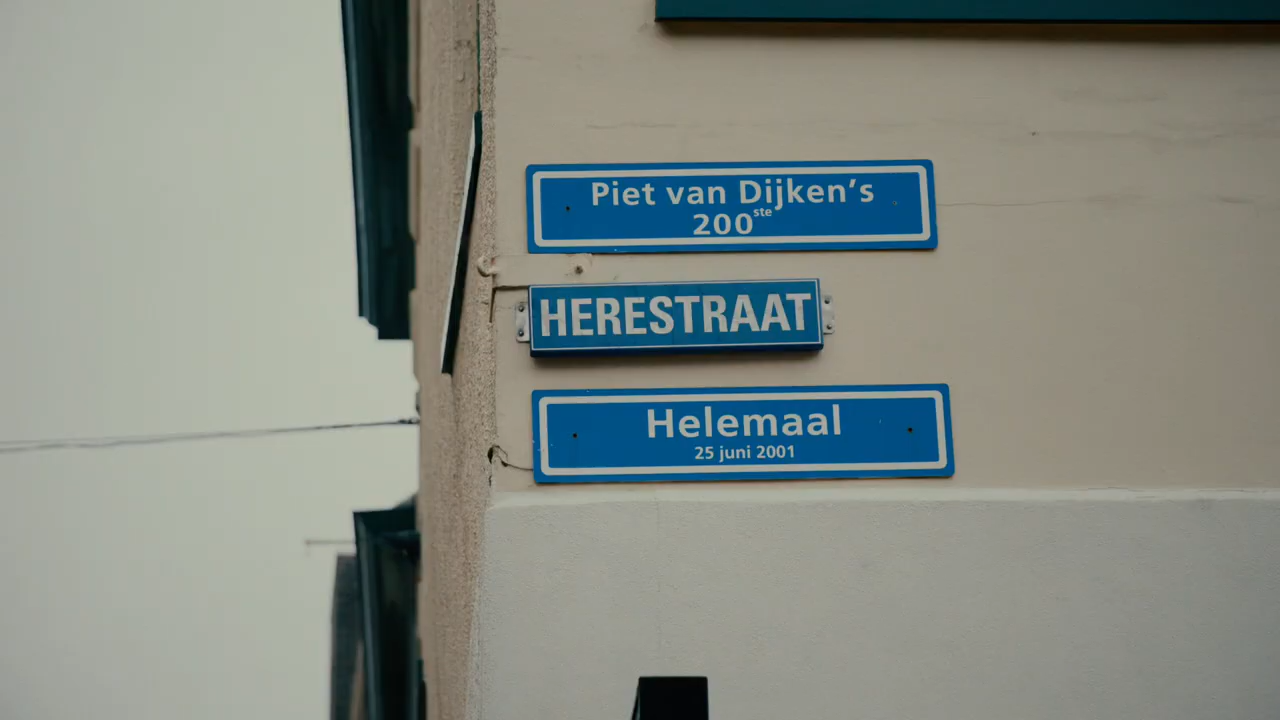 Piet van Dijken’s
200ste
HERESTRAAT
Helemaal
25 juni 2001